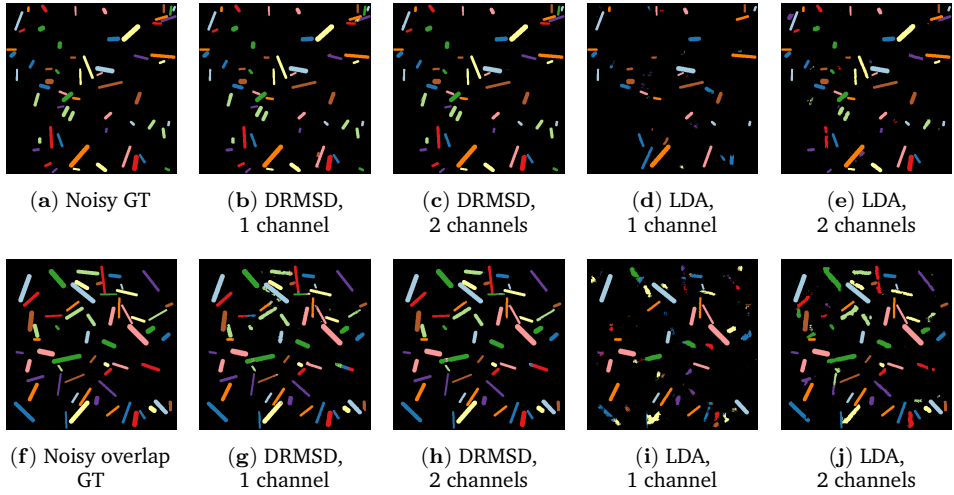 (a) Noisy GT
(b) DRMSD,
1 channel
(c) DRMSD,
2 channels
(d) LDA,
1 channel
(e) LDA,
2 channels
(f) Noisy overlap
GT
(g) DRMSD,
1 channel
(h) DRMSD,
2 channels
(i) LDA,
1 channel
(j) LDA,
2 channels